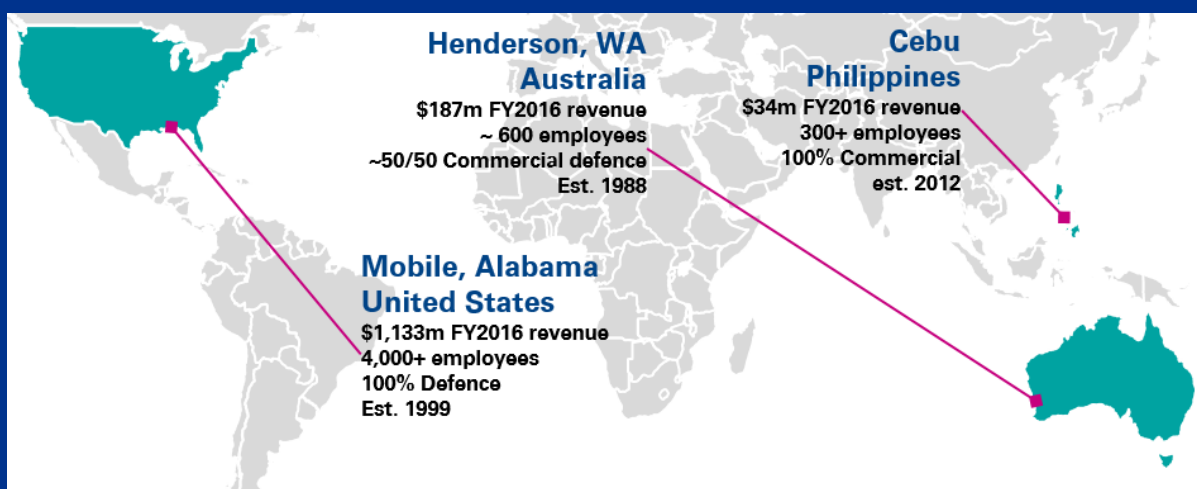 Henderson, WA
Australia
$187m FY2016 revenue
~ 600 employees
~50/50 Commercial defence
Est. 1988
Cebu
Philippines
$34m FY2016 revenue
300+ employees
100% Commercial
est. 2012
Mobile, Alabama
United States
$1,133m FY2016 revenue
4,000+ employees
100% Defence
Est. 1999